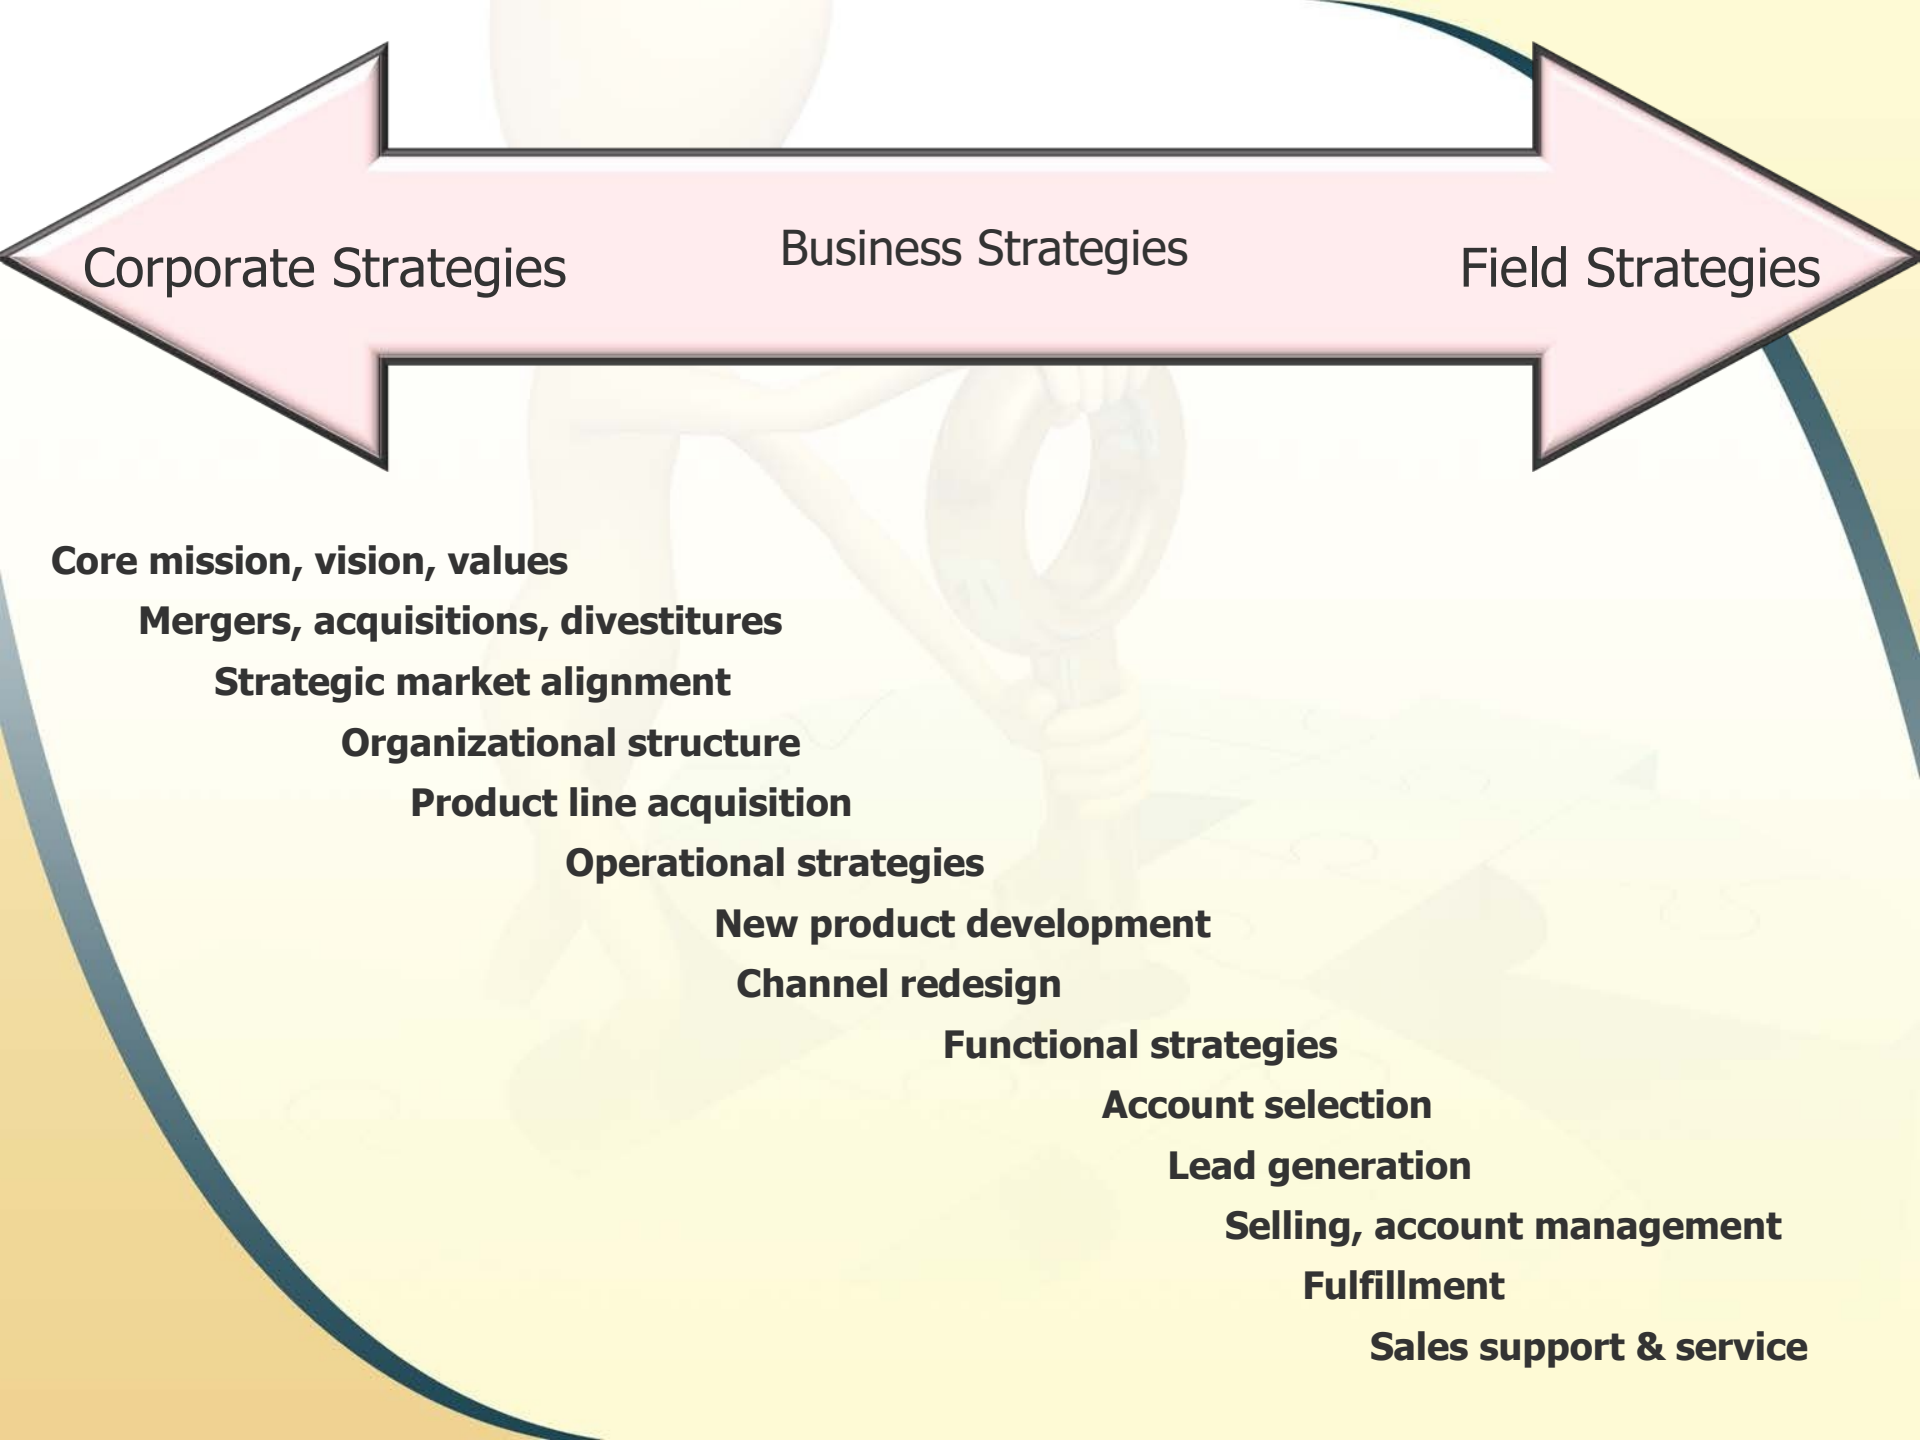 Corporate Strategies
Business Strategies
Field Strategies
Core mission, vision, values
Mergers, acquisitions, divestitures
Strategic market alignment
Organizational structure
Product line acquisition
Operational strategies
New product development
Channel redesign
Functional strategies
Account selection
Lead generation
Selling, account management
Fulfillment
Sales support & service